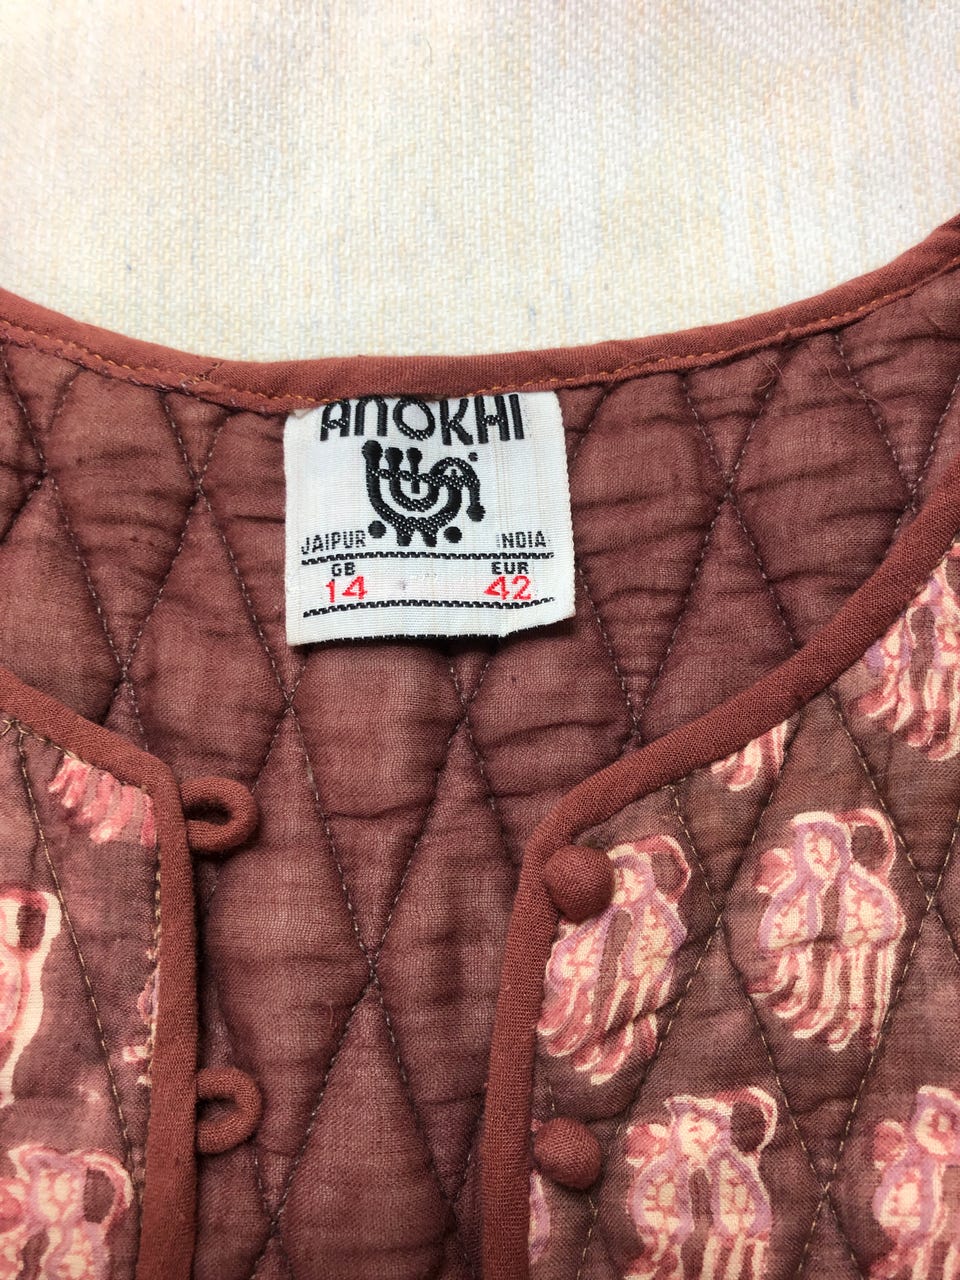 ANOKHI
JAIPUR INDIA
GB EUR
14 42